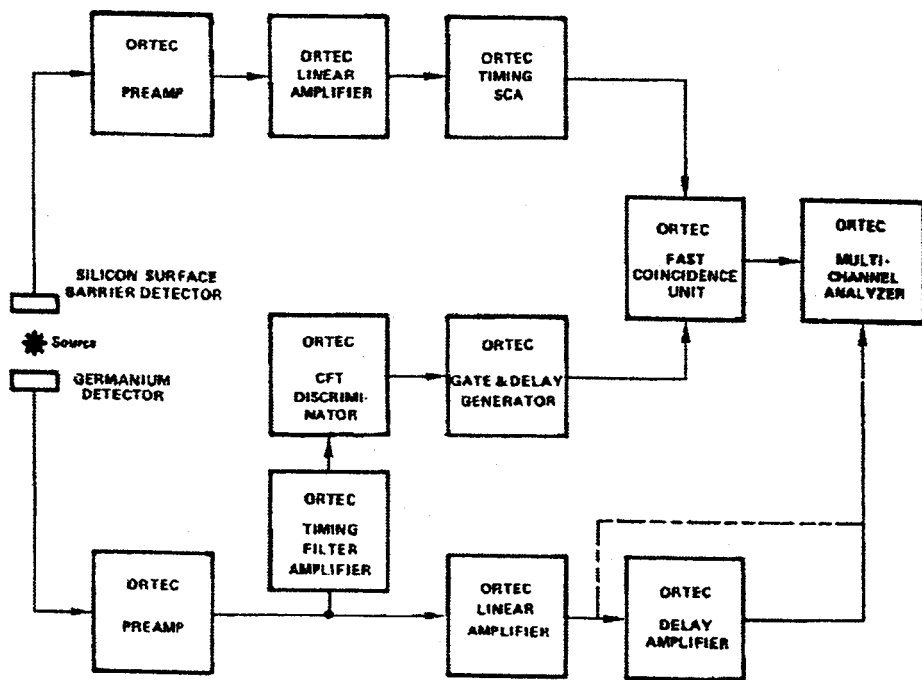 ORTEC
PREAMP
ORTEC
LINEAR
AMPLIFIER
ORTEC
TIMING
SCA
ORTEC
FAST
COINCIDENCE
UNIT
ORTEC
MULTI-
CHANNEL
ANALYZER
SILICON SURFACE
BARRIER DETECTOR
Source
GERMANIUM
DETECTOR
ORTEC
CFT
DISCRIMI-
NATOR
ORTEC
GATE & DELAY
GENERATOR
ORTEC
TIMING
FILTER
AMPLIFIER
ORTEC
PREAMP
ORTEC
LINEAR
AMPLIFIER
ORTEC
DELAY
AMPLIFIER